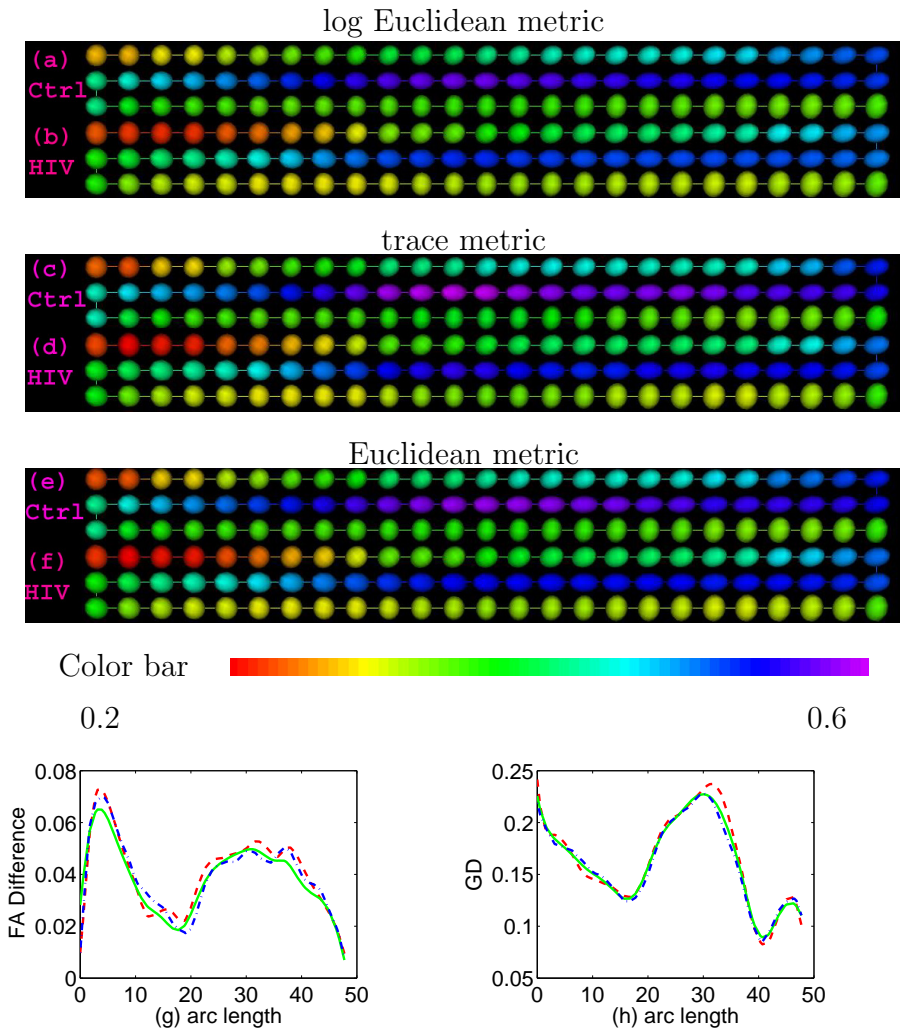 log Euclidean metric
(a)
Ctrl
(b)
HIV
trace metric
(c)
Ctrl
(d)
HIV
Euclidean metric
(e)
Ctrl
(f)
HIV
Color bar
0.2 0.6
0.08
0.06
0.04
0.02
0
FA Difference
0 10 20 30 40 50
(g) arc length
0.25
0.2
0.15
0.1
0.05
GD
0 10 20 30 40 50
(h) arc length